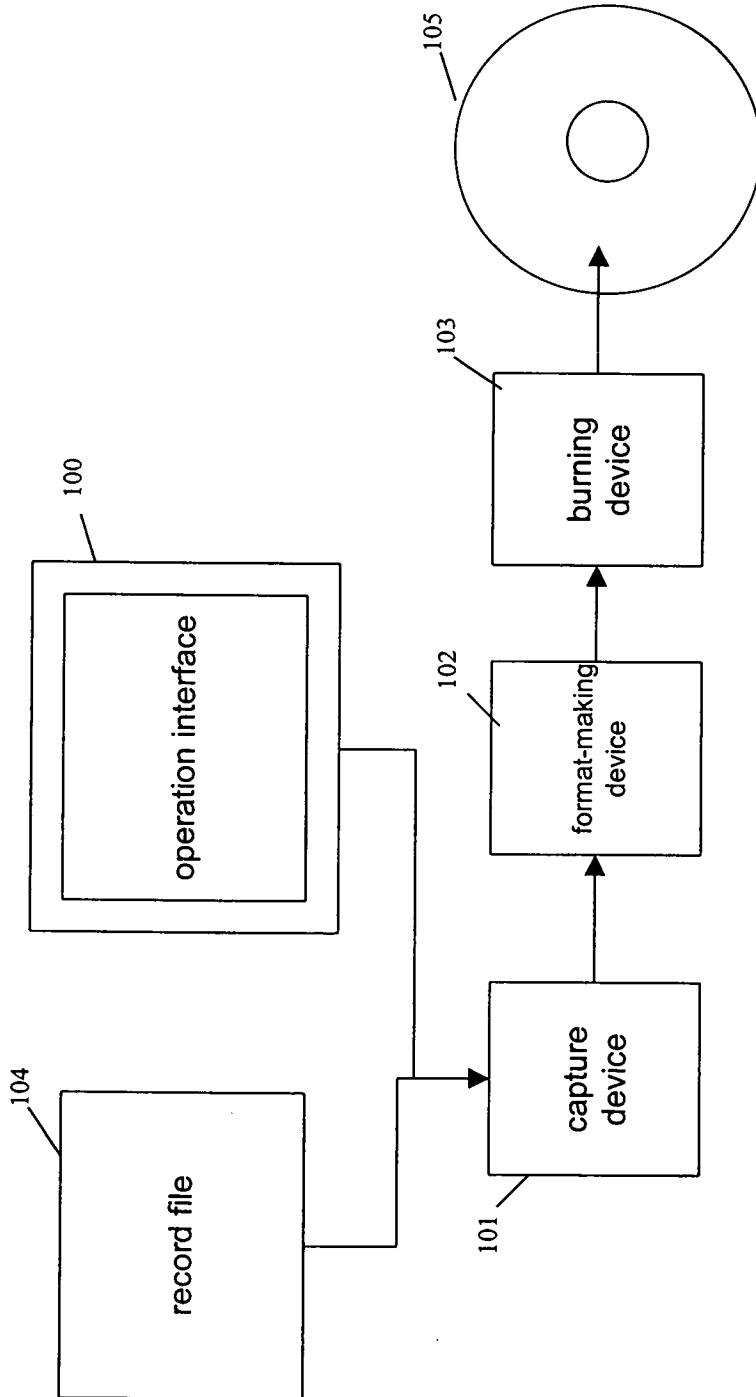 104
record file
100
operation interface
101
capture
device
102
format-making
device
103
burning
device
105